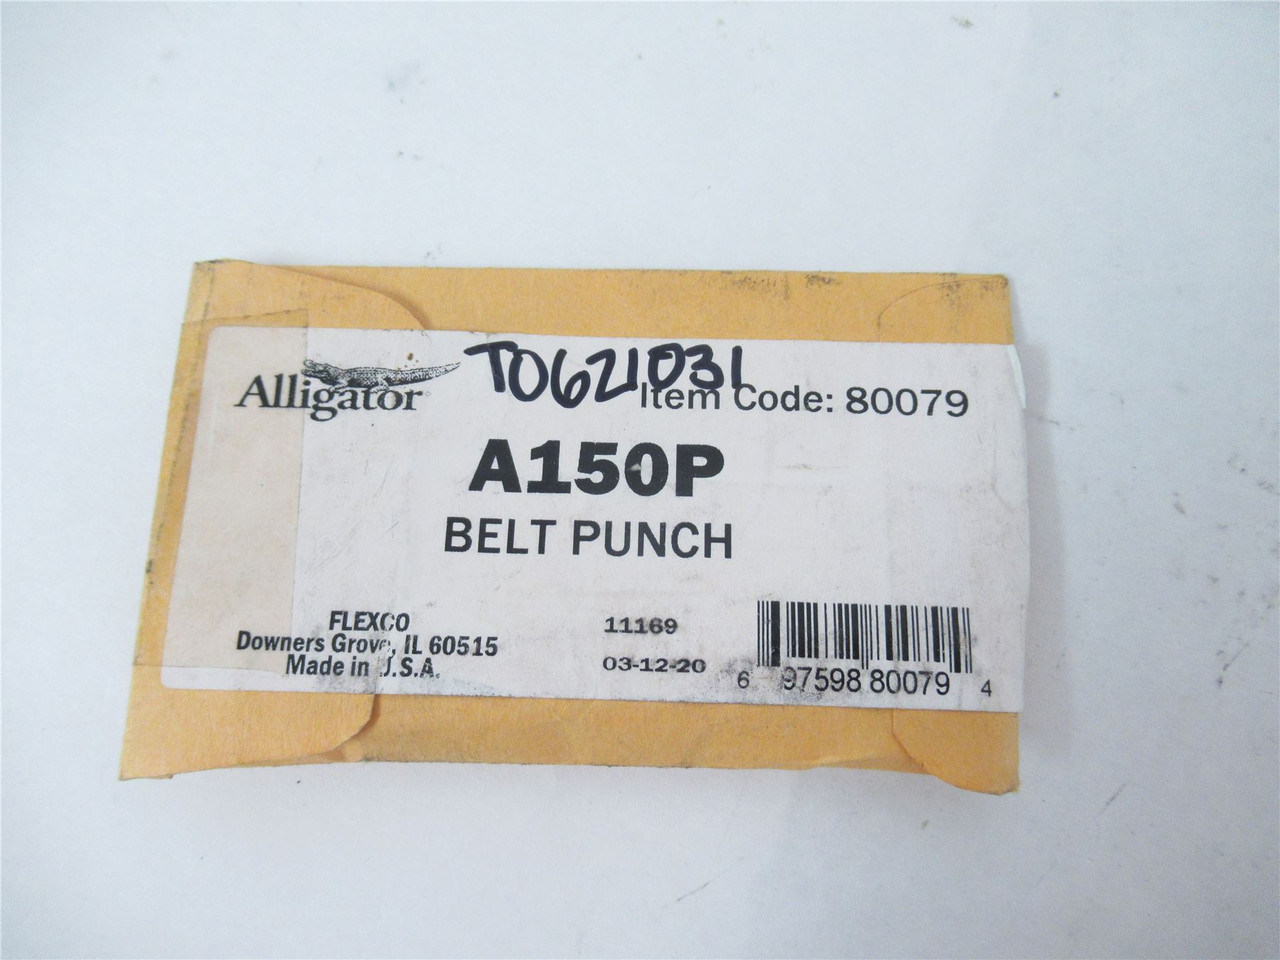 T0621031
Alligator
Item Code: 80079
A150P
BELT PUNCH
FLEXCO
Downers Grove, IL 60515
Made in U.S.A.
11169
03-12-20
6 97598 80079 4